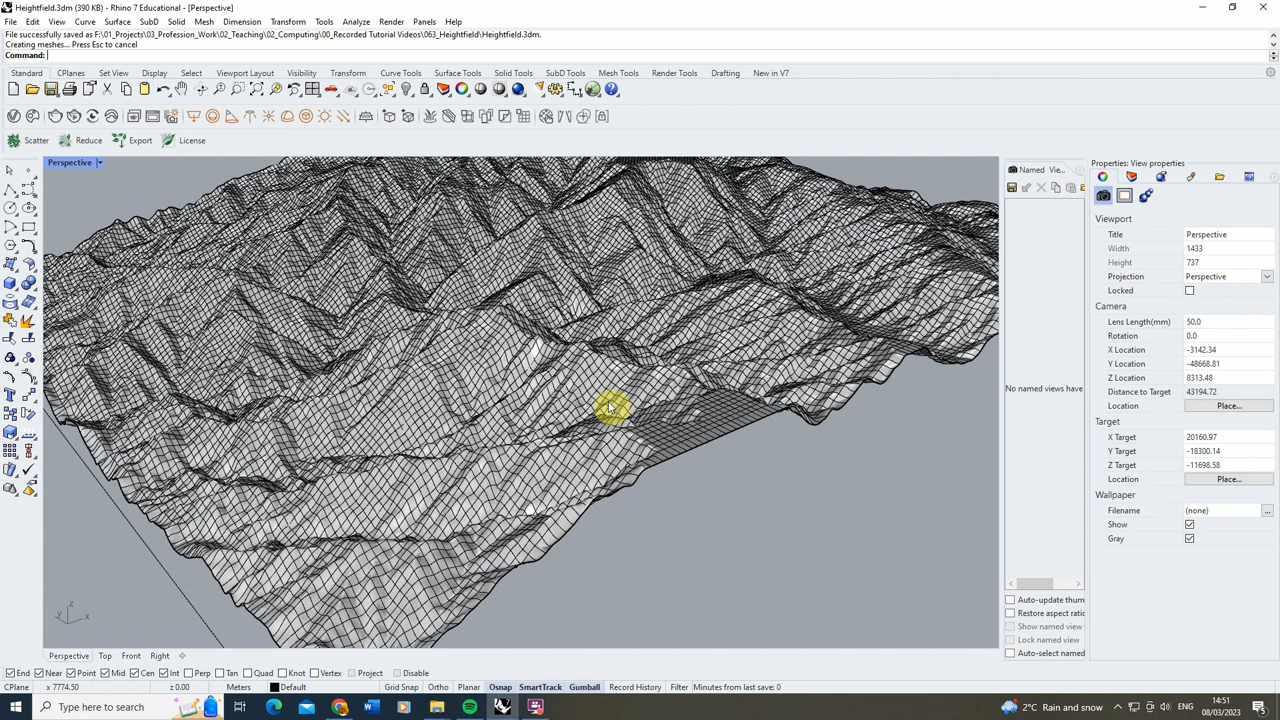 Heightfield.3dm (390 KB) - Rhino 7 Educational - [Perspective]
File Edit View Curve Surface SubD Solid Mesh Dimension Transform Tools Analyze Render Panels Help
File successfully saved as F:\01_Projects\03_Profession_Work\02_Teaching\02_Computing\00_Recorded Tutorial Videos\063_Heightfield\Heightfield.3dm.
Creating meshes... Press Esc to cancel
Command:
Standard CPlanes Set View Display Select Viewport Layout Visibility Transform Curve Tools Surface Tools Solid Tools SubD Tools Mesh Tools Render Tools Drafting New in V7
Scatter Reduce Export License
Perspective
Named Vie...
No named views have
Auto-update thum
Restore aspect ratio
Show named view
Lock named view
Auto-select named
Properties: View properties
Viewport
Title Perspective
Width 1433
Height 737
Projection Perspective
Locked
Camera
Lens Length(mm) 50.0
Rotation 0.0
X Location -3142.34
Y Location -48668.81
Z Location 8313.48
Distance to Target 43194.72
Location Place...
Target
X Target 20160.97
Y Target -18300.14
Z Target -11698.58
Location Place...
Wallpaper
Filename (none) ...
Show
Gray
z
y x
Perspective Top Front Right
End Near Point Mid Cen Int Perp Tan Quad Knot Vertex Project Disable
CPlane x 7774.50 z 0.00 Meters Default Grid Snap Ortho Planar Osnap SmartTrack Gumball Record History Filter Minutes from last save: 0
Type here to search
2°C Rain and snow
ENG
14:51
08/03/2023